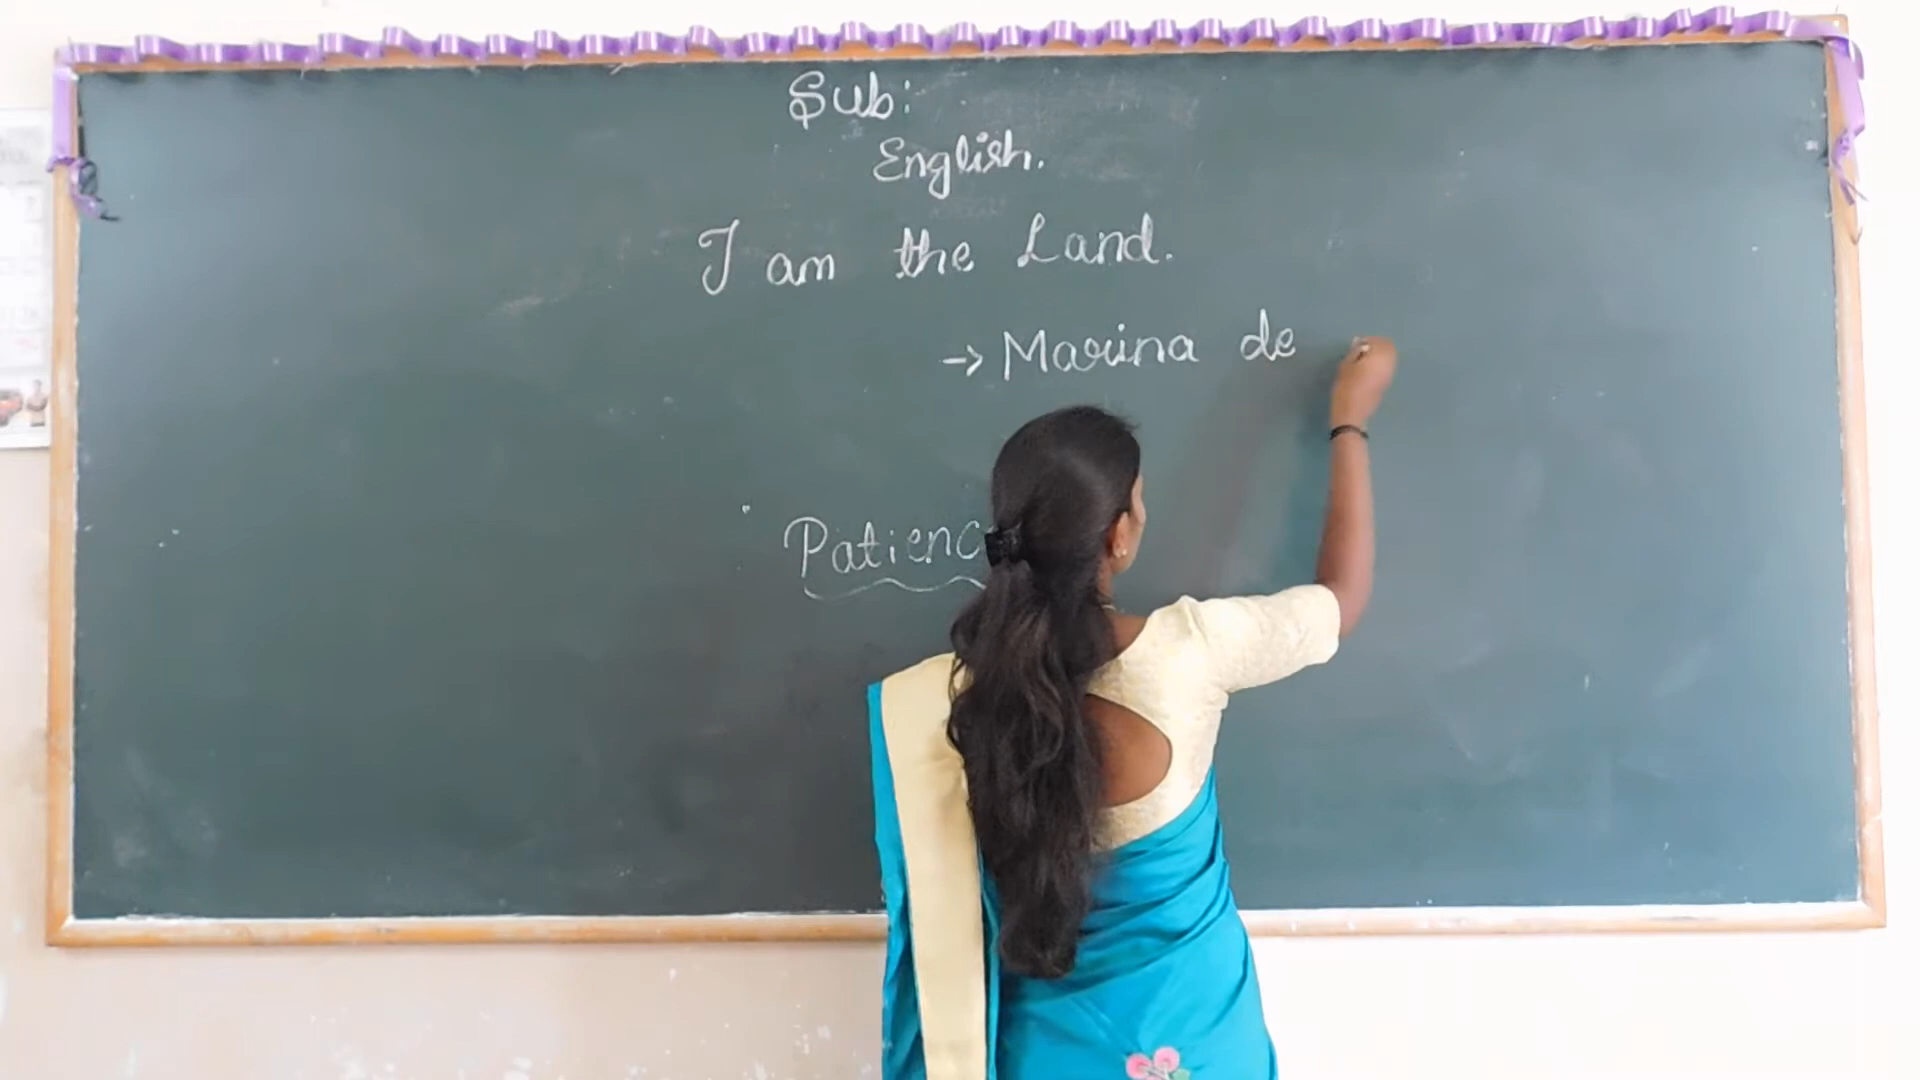 Sub:
English.
I am the Land.
→ Marina de
Patienc